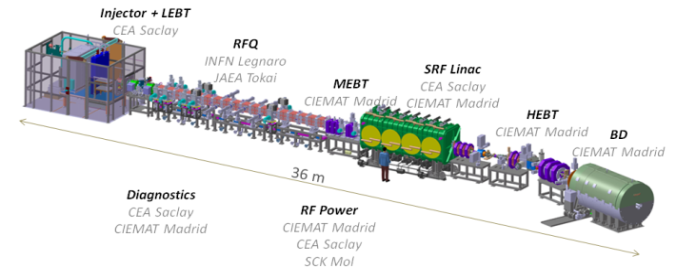 Injector + LEBT
CEA Saclay
RFQ
INFN Legnaro
JAEA Tokai
MEBT
CIEMAT Madrid
SRF Linac
CEA Saclay
CIEMAT Madrid
HEBT
CIEMAT Madrid
BD
CIEMAT Madrid
36 m
Diagnostics
CEA Saclay
CIEMAT Madrid
RF Power
CIEMAT Madrid
CEA Saclay
SCK Mol